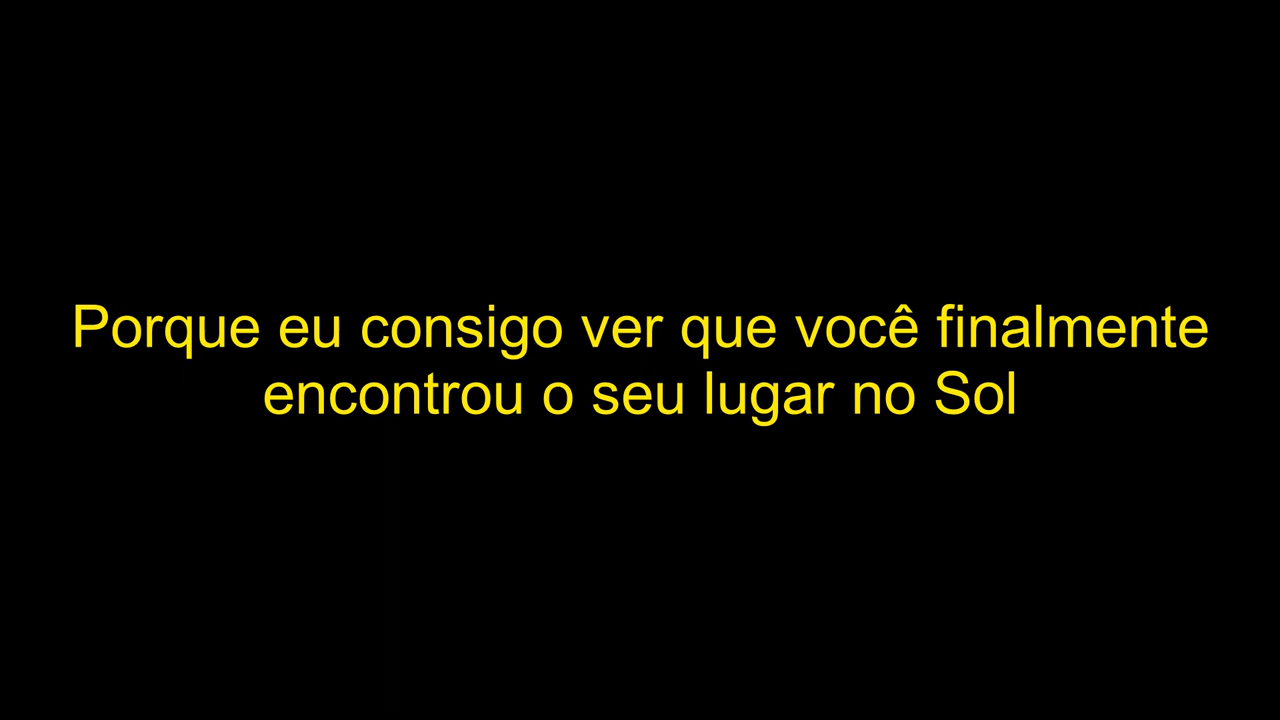 Porque eu consigo ver que você finalmente
encontrou o seu lugar no Sol